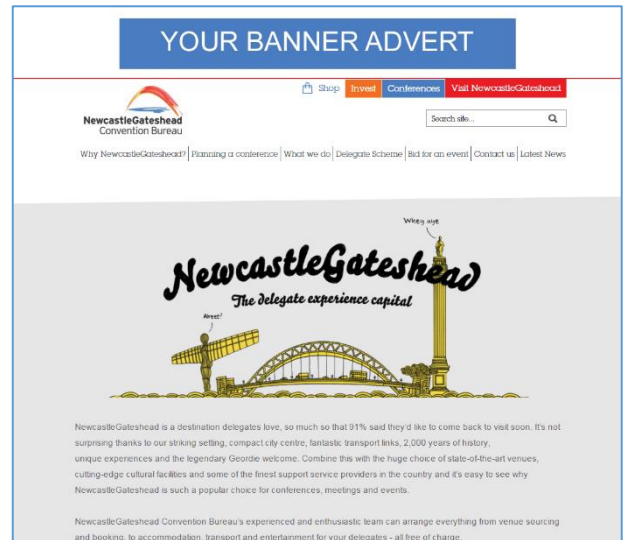 YOUR BANNER ADVERT
Shop Invest Conferences Visit NewcastleGateshead
NewcastleGateshead
Convention Bureau
Search site...
Why NewcastleGateshead? Planning a conference What we do Delegate Scheme Bid for an event Contact us Latest News
Whey aye
NewcastleGateshead
The delegate experience capital
Alreet?
NewcastleGateshead is a destination delegates love, so much so that 91% said they'd like to come back to visit soon. It's not
surprising thanks to our striking setting, compact city centre, fantastic transport links, 2,000 years of history,
unique experiences and the legendary Geordie welcome. Combine this with the huge choice of state-of-the-art venues,
cutting-edge cultural facilities and some of the finest support service providers in the country and it's easy to see why
NewcastleGateshead is such a popular choice for conferences, meetings and events.
NewcastleGateshead Convention Bureau's experienced and enthusiastic team can arrange everything from venue sourcing
and booking, to accommodation, transport and entertainment for your delegates - all free of charge.